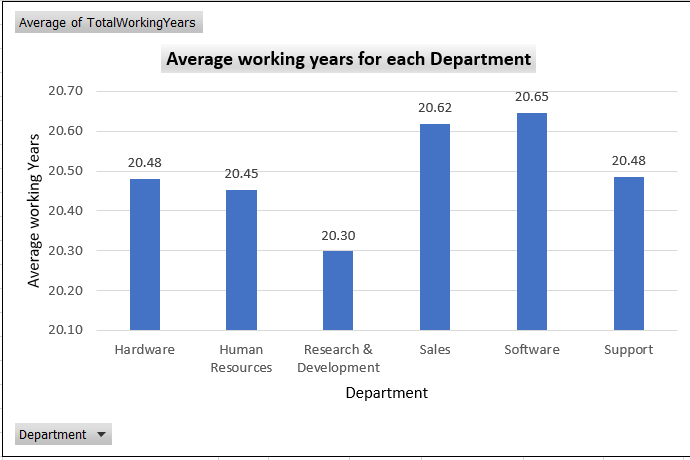 Average of TotalWorkingYears
Average working years for each Department
Average working Years
20.70
20.60
20.50
20.40
20.30
20.20
20.10
20.48
20.45
20.30
20.62
20.65
20.48
Hardware
Human
Resources
Research &
Development
Sales
Software
Support
Department
Department